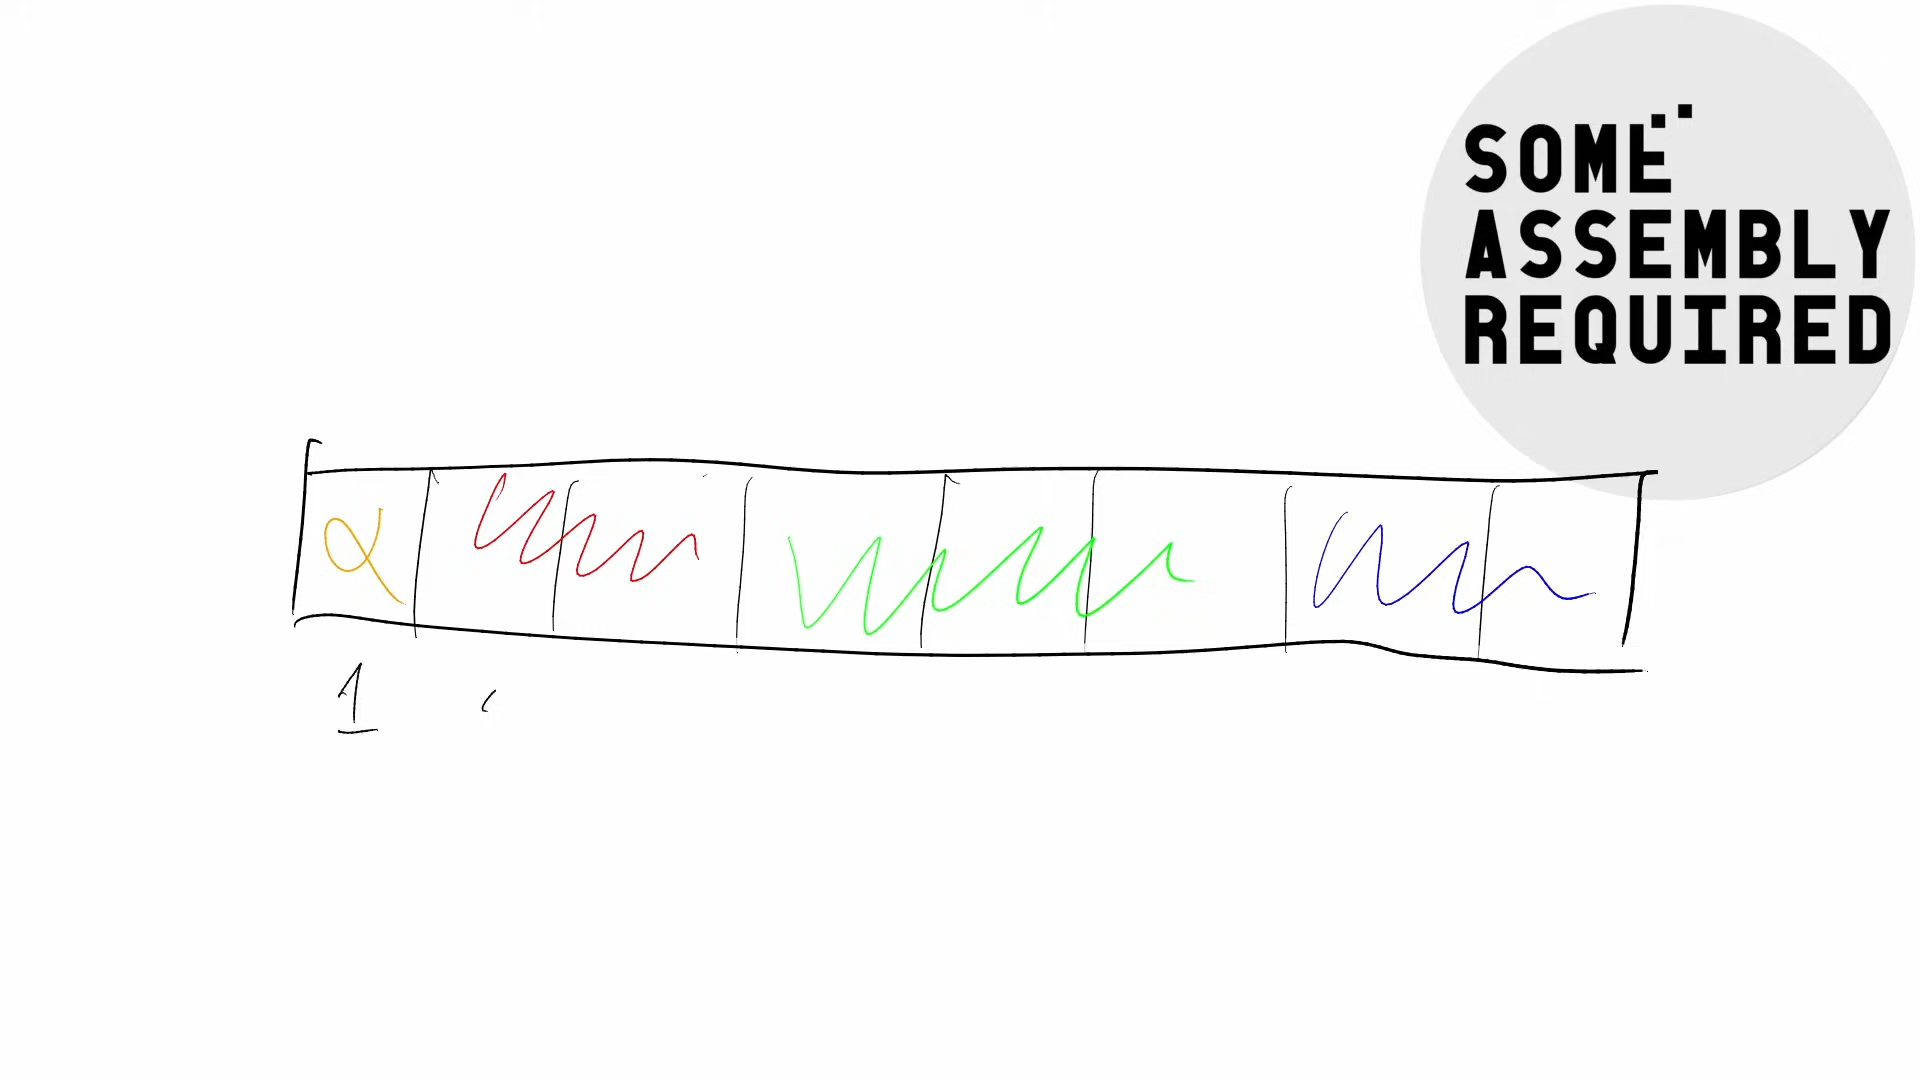 SOME
ASSEMBLY
REQUIRED
α
1